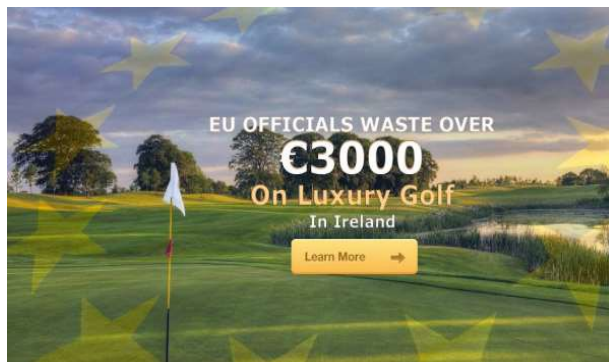 EU OFFICIALS WASTE OVER
€3000
On Luxury Golf
In Ireland
Learn More